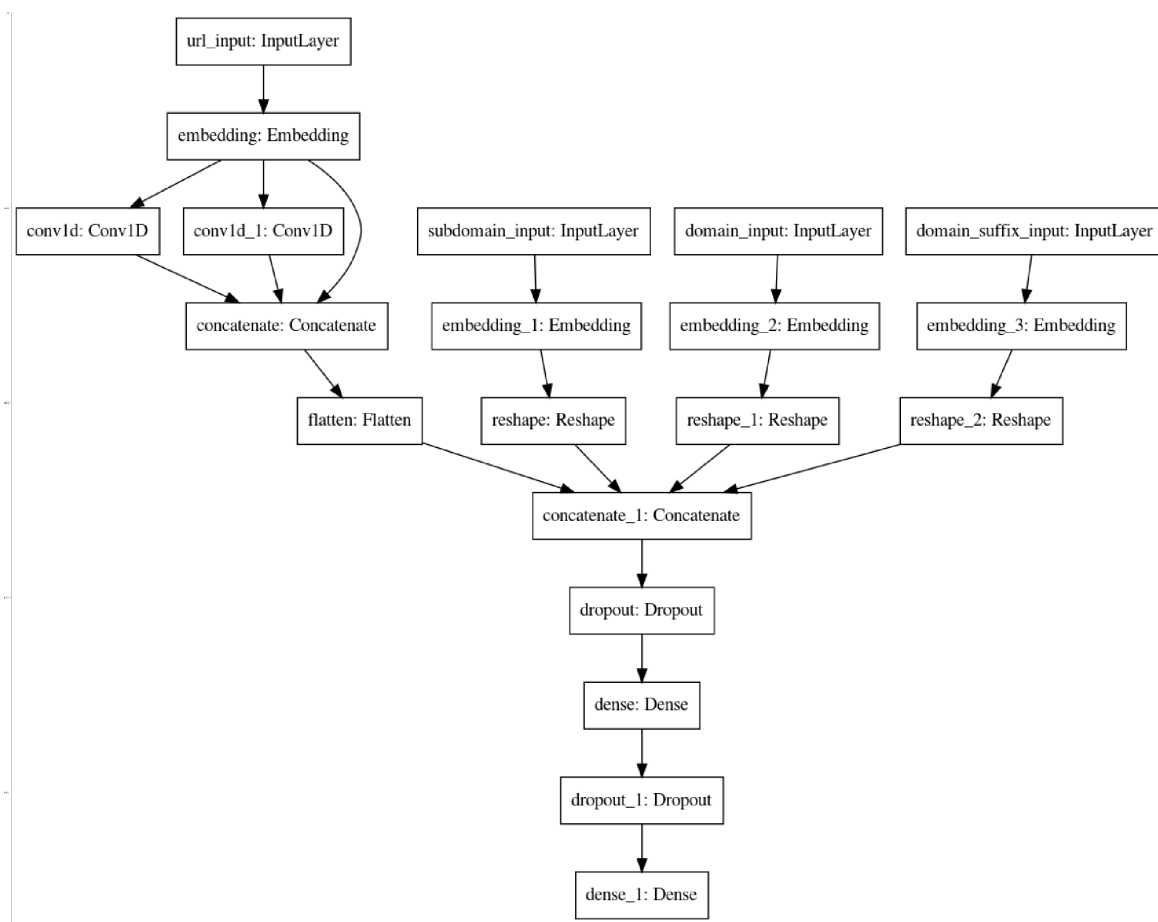 url_input: InputLayer
embedding: Embedding
conv1d: Conv1D
conv1d_1: Conv1D
subdomain_input: InputLayer
domain_input: InputLayer
domain_suffix_input: InputLayer
concatenate: Concatenate
embedding_1: Embedding
embedding_2: Embedding
embedding_3: Embedding
flatten: Flatten
reshape: Reshape
reshape_1: Reshape
reshape_2: Reshape
concatenate_1: Concatenate
dropout: Dropout
dense: Dense
dropout_1: Dropout
dense_1: Dense